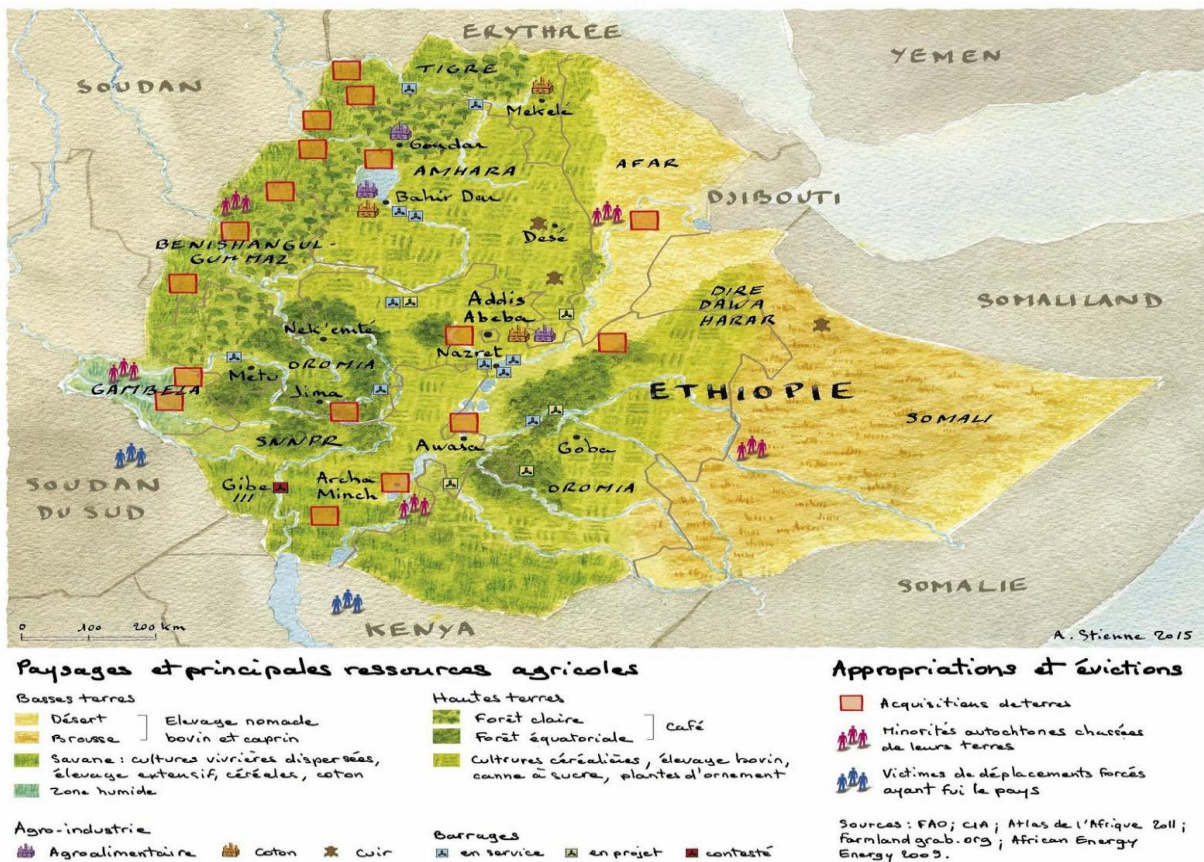 ERYTHREE
YEMEN
SOUDAN
TIGRE
Mekelé
Gondar
AMHARA
AFAR
DJIBOUTI
Bahir Dar
Desé
BENISHANGUL-
GUMMAZ
SOMALILAND
DIRE
DAWA
HARAR
Addis
Abeba
Nek'emté
Nazret
OROMIA
Metu
GAMBELA
Jima
ETHIOPIE
SOMALI
SNNPR
Awasa
Goba
SOUDAN
DU SUD
Gibe
III
Archa
Minch
OROMIA
SOMALIE
KENYA
0 100 200 km
A. Stienne 2015
Paysages et principales ressources agricoles
Basses terres
Désert
Brousse
Elevage nomade
bovin et caprin
Savane : cultures vivrières dispersées,
élevage extensif, céréales, coton
Zone humide
Hautes terres
Forêt claire
Forêt équatoriale
Café
Cultrures céréalières, élevage bovin,
canne à sucre, plantes d'ornement
Agro-industrie
Agroalimentaire
Coton
Cuir
Barrages
en service
en projet
contesté
Appropriations et évictions
Acquisitions de terres
Minorités autochtones chassées
de leurs terres
Victimes de déplacements forcés
ayant fui le pays
Sources : FAO ; CIA ; Atlas de l'Afrique 2011 ;
Farmlandgrab.org ; African Energy
Energy 2009.